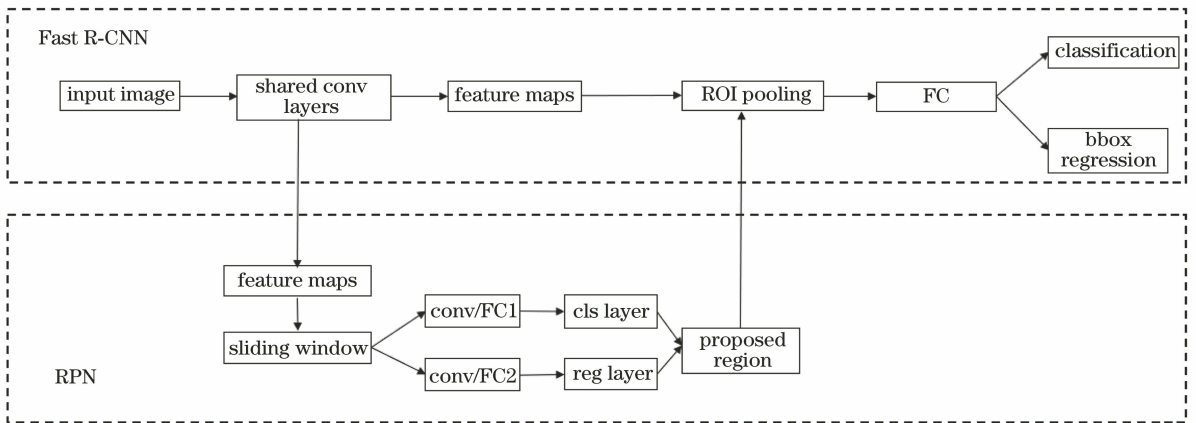 Fast R-CNN
input image
shared conv
layers
feature maps
ROI pooling
FC
classification
bbox
regression
feature maps
sliding window
conv/FC1
cls layer
conv/FC2
reg layer
proposed
region
RPN